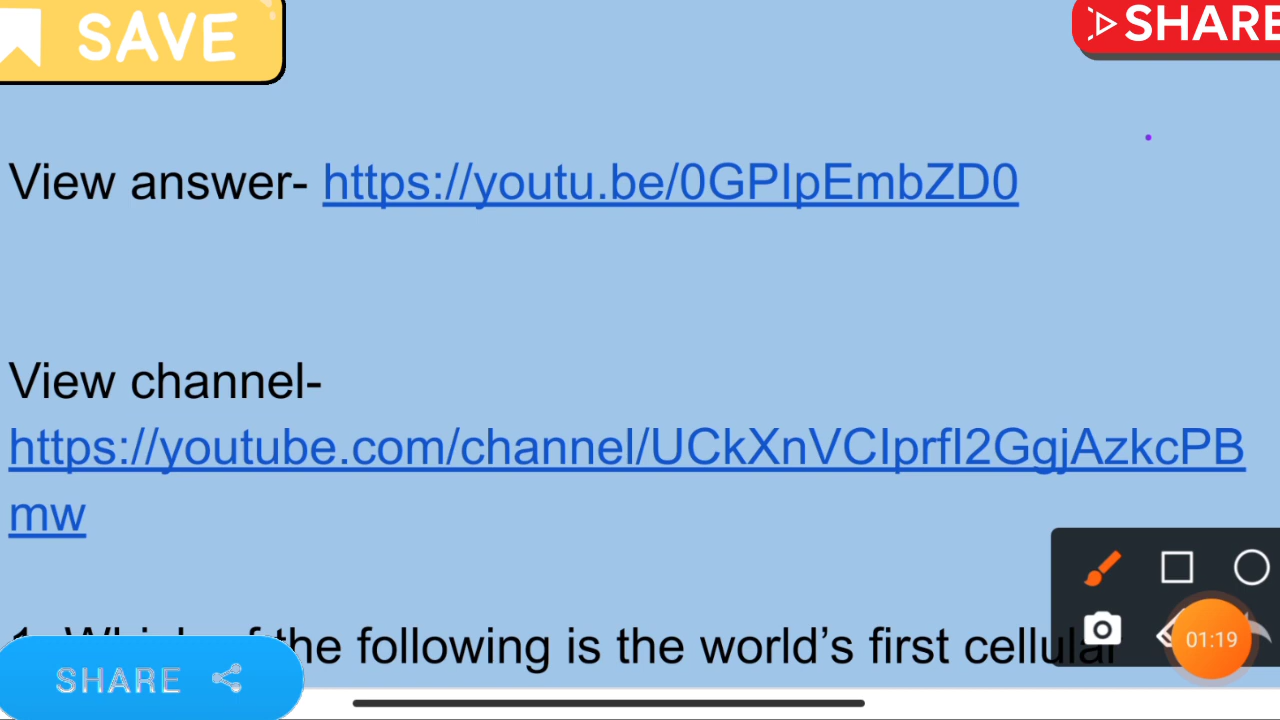 SAVE
SHARE
View answer- https://youtu.be/0GPIpEmbZD0
View channel-
https://youtube.com/channel/UCkXnVCIprfI2GgjAzkcPB
mw
the following is the world’s first cellular
01:19
SHARE